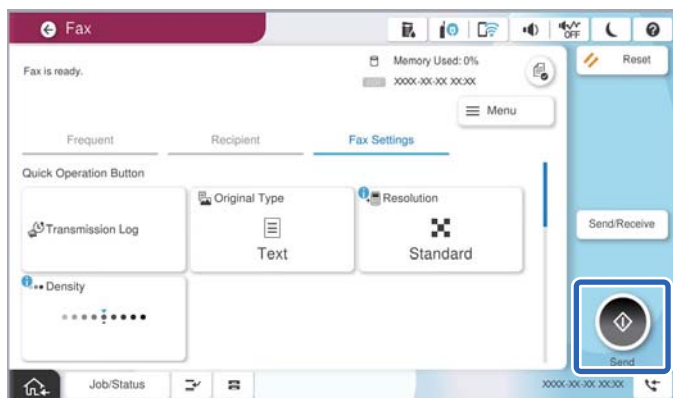 Fax
OFF
Reset
Fax is ready.
Memory Used: 0%
XXXX-XX-XX XX:XX
Menu
Frequent
Recipient
Fax Settings
Quick Operation Button
Transmission Log
Original Type
Text
Resolution
Standard
Send/Receive
Density
Send
Job/Status
XXXX-XX-XX XX:XX